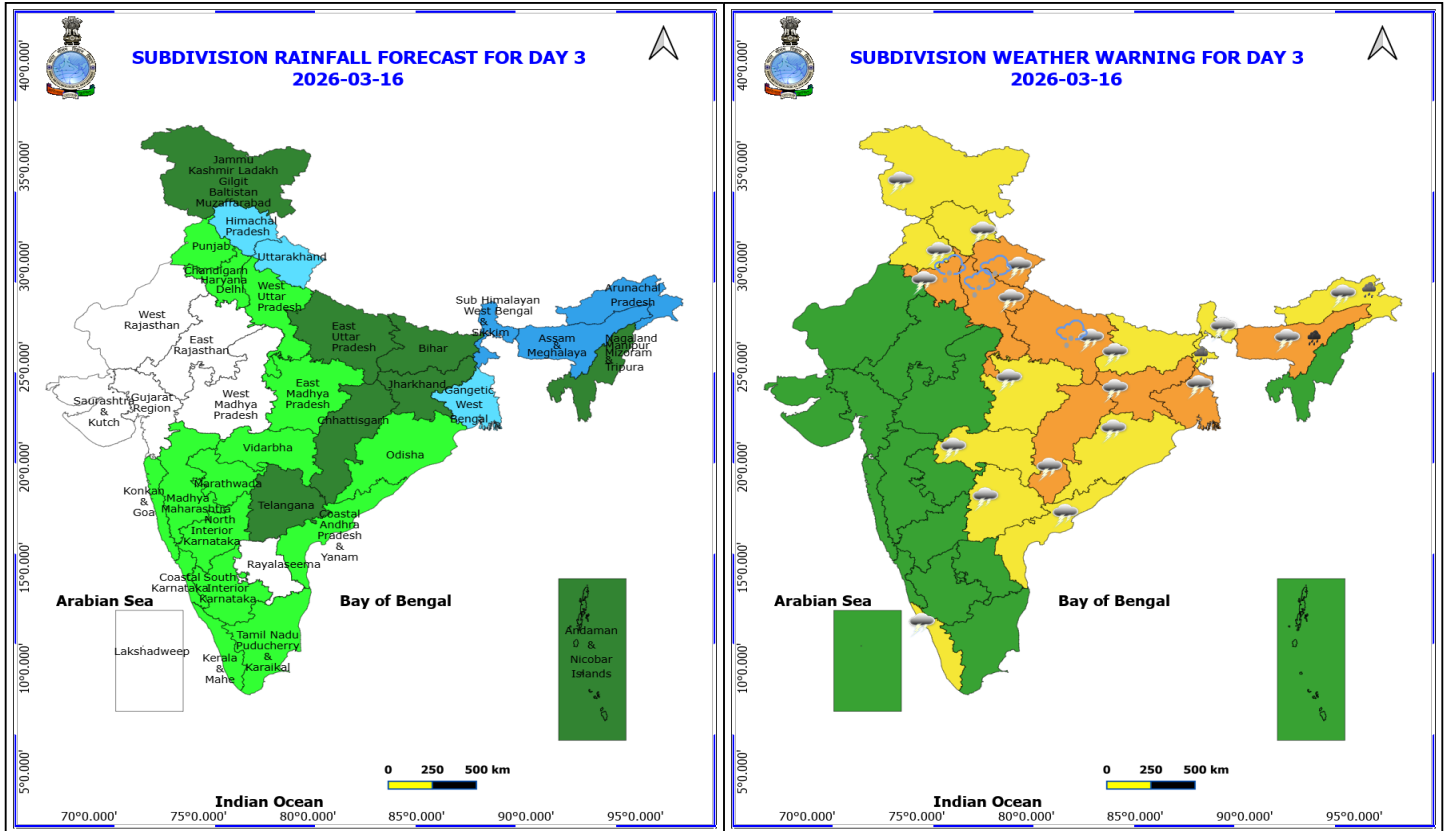 SUBDIVISION RAINFALL FORECAST FOR DAY 3
2026-03-16
40°0.000'
35°0.000'
30°0.000'
25°0.000'
20°0.000'
15°0.000'
10°0.000'
5°0.000'
Jammu
Kashmir Ladakh
Gilgit
Baltistan
Muzaffarabad
Himachal
Pradesh
Punjab
Uttarakhand
Chandigarh
Haryana
Delhi
West
Uttar
Pradesh
West
Rajasthan
East
Rajasthan
East
Uttar
Pradesh
Bihar
Sub Himalayan
West Bengal
&
Sikkim
Arunachal
Pradesh
Assam
&
Meghalaya
Nagaland
Manipur
Mizoram
&
Tripura
Saurashtra
&
Kutch
Gujarat
Region
West
Madhya
Pradesh
East
Madhya
Pradesh
Jharkhand
Gangetic
West
Bengal
Chhattisgarh
Vidarbha
Odisha
Konkan
&
Goa
Madhya
Maharashtra
Marathwada
Telangana
North
Interior
Karnataka
Coastal
Andhra
Pradesh
&
Yanam
Rayalaseema
Coastal
Karnataka
South
Interior
Karnataka
Arabian Sea
Bay of Bengal
Lakshadweep
Kerala
&
Mahe
Tamil Nadu
Puducherry
&
Karaikal
Andaman
&
Nicobar
Islands
0 250 500 km
Indian Ocean
70°0.000' 75°0.000' 80°0.000' 85°0.000' 90°0.000' 95°0.000'
SUBDIVISION WEATHER WARNING FOR DAY 3
2026-03-16
40°0.000'
35°0.000'
30°0.000'
25°0.000'
20°0.000'
15°0.000'
10°0.000'
5°0.000'
Arabian Sea
Bay of Bengal
0 250 500 km
Indian Ocean
70°0.000' 75°0.000' 80°0.000' 85°0.000' 90°0.000' 95°0.000'